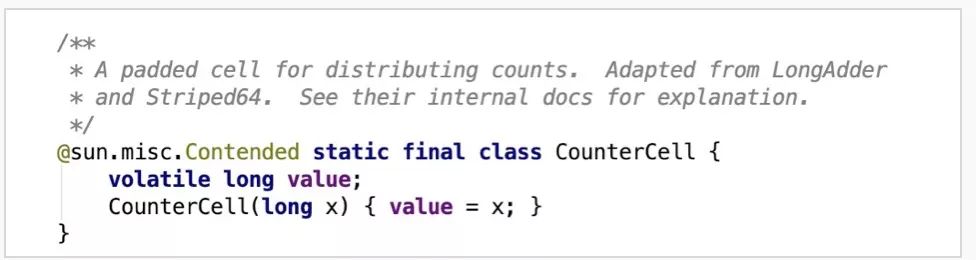 /**
 * A padded cell for distributing counts.  Adapted from LongAdder
 * and Striped64.  See their internal docs for explanation.
 */
@sun.misc.Contended static final class CounterCell {
    volatile long value;
    CounterCell(long x) { value = x; }
}